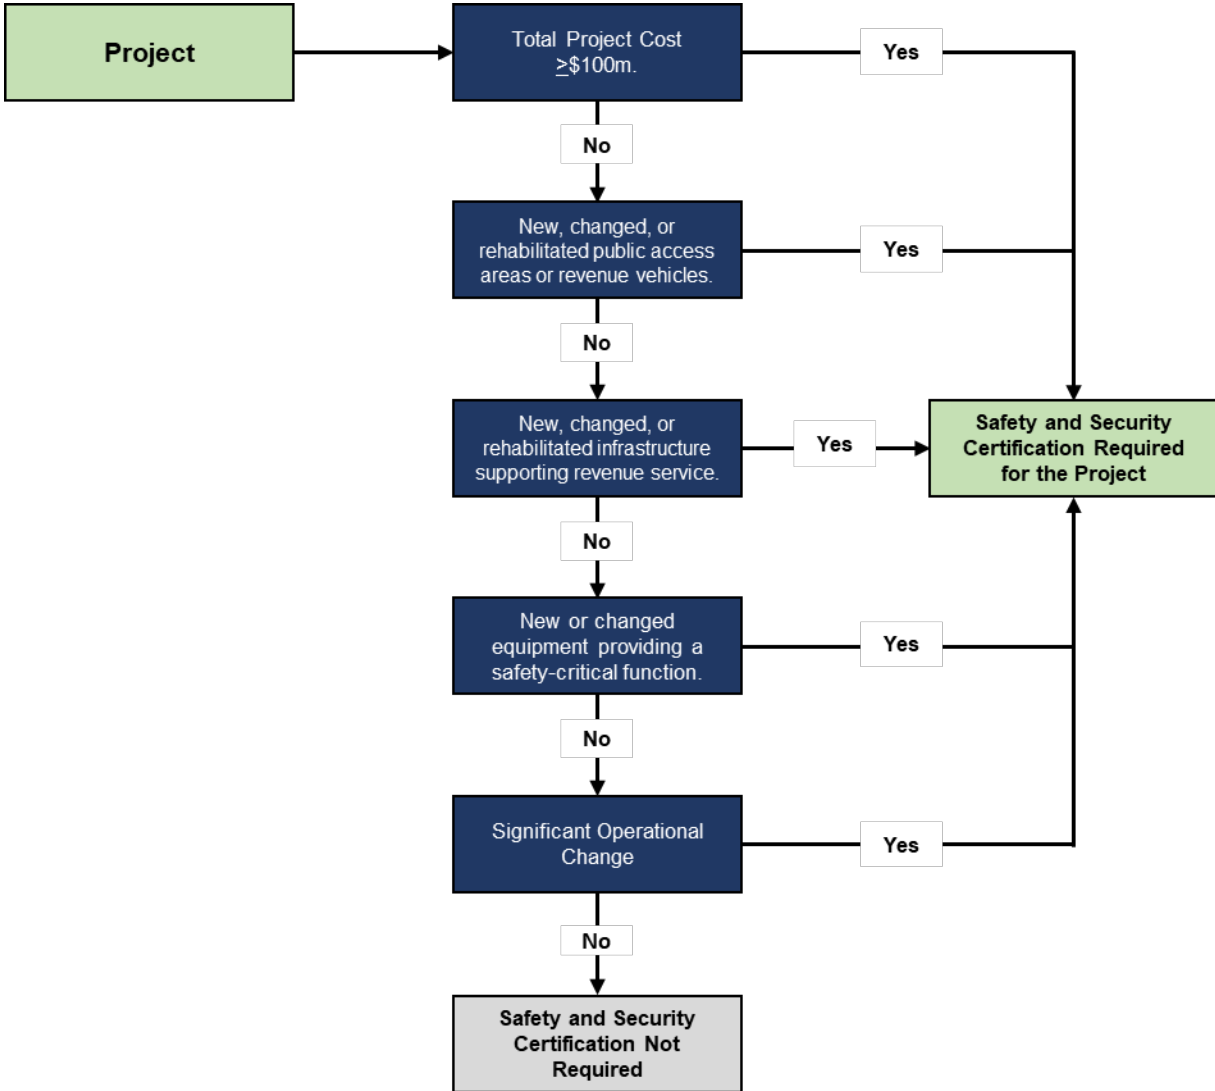 Project
Total Project Cost
≥$100m.
Yes
No
New, changed, or
rehabilitated public access
areas or revenue vehicles.
Yes
No
New, changed, or
rehabilitated infrastructure
supporting revenue service.
Yes
Safety and Security
Certification Required
for the Project
No
New or changed
equipment providing a
safety-critical function.
Yes
No
Significant Operational
Change
Yes
No
Safety and Security
Certification Not
Required